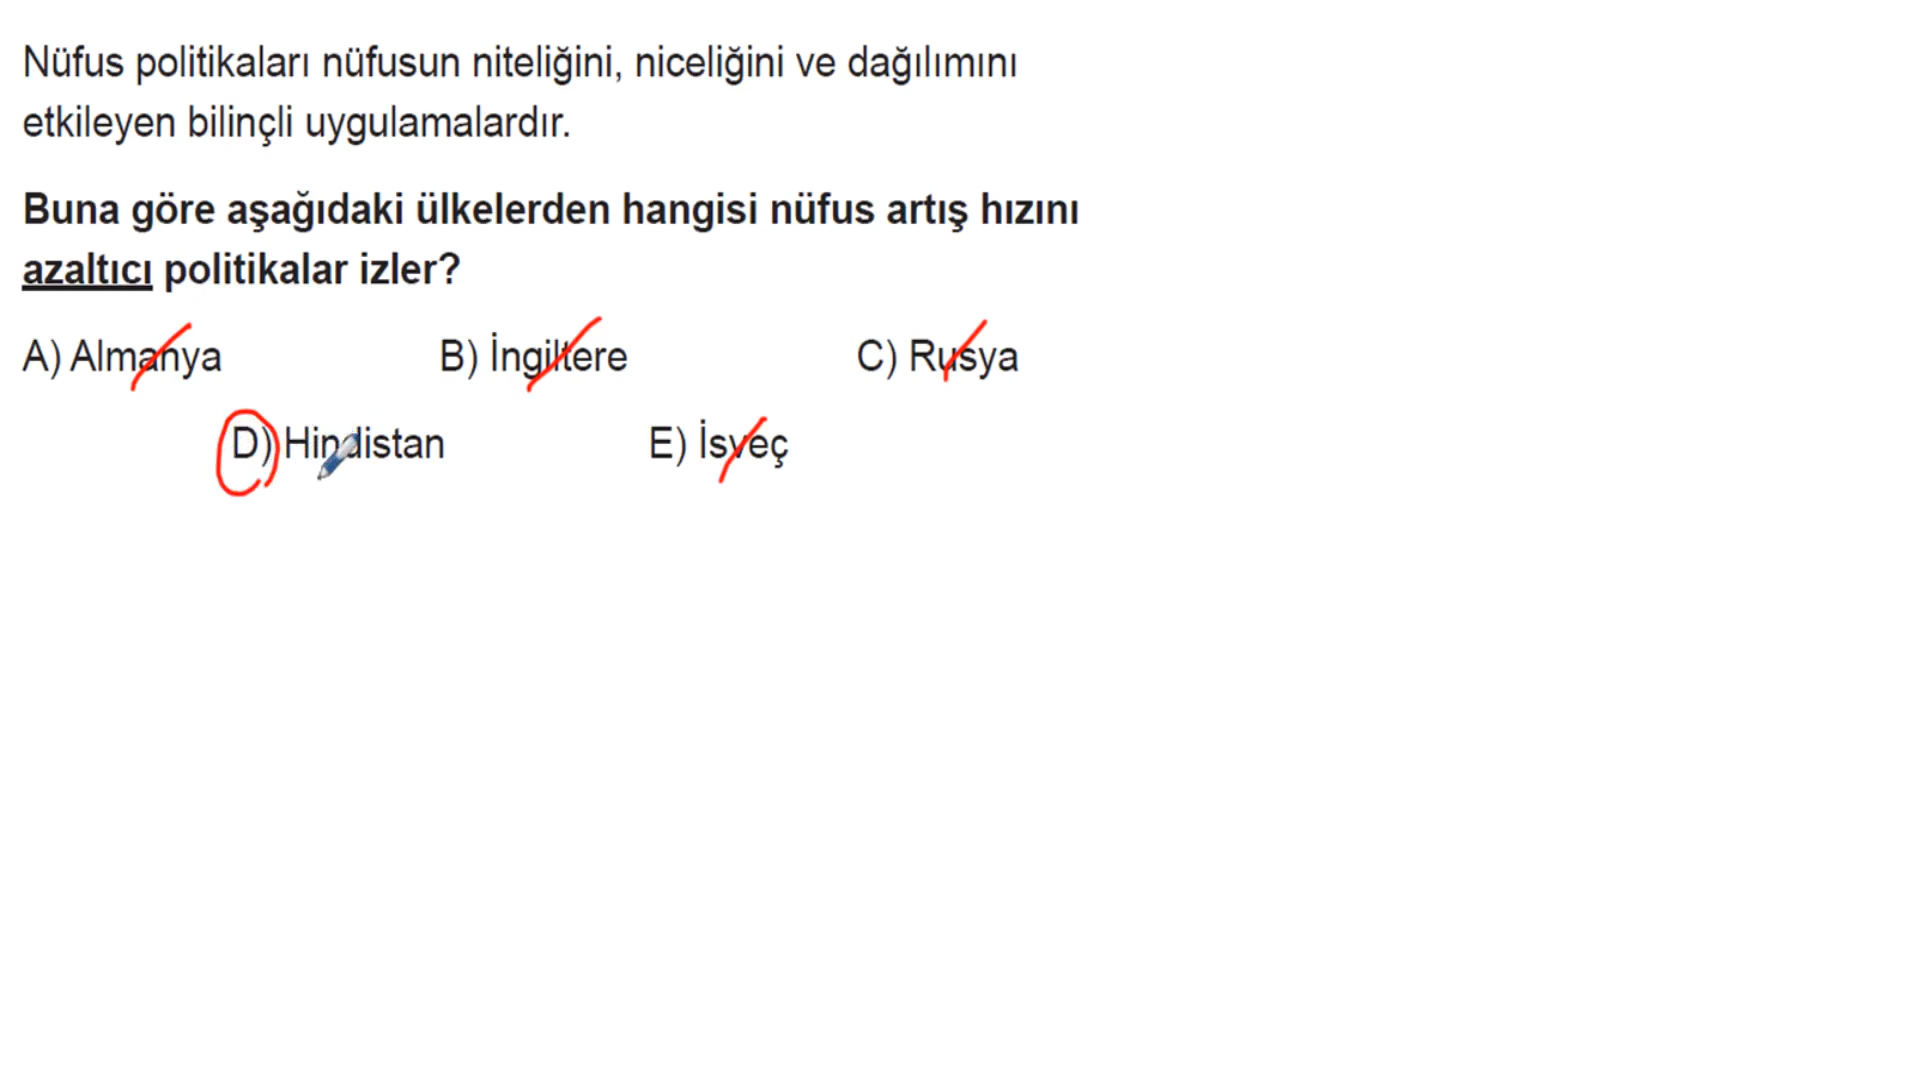 Nüfus politikaları nüfusun niteliğini, niceliğini ve dağılımını
etkileyen bilinçli uygulamalardır.
Buna göre aşağıdaki ülkelerden hangisi nüfus artış hızını
azaltıcı politikalar izler?
A) Almanya B) İngiltere C) Rusya
D) Hindistan E) İsveç